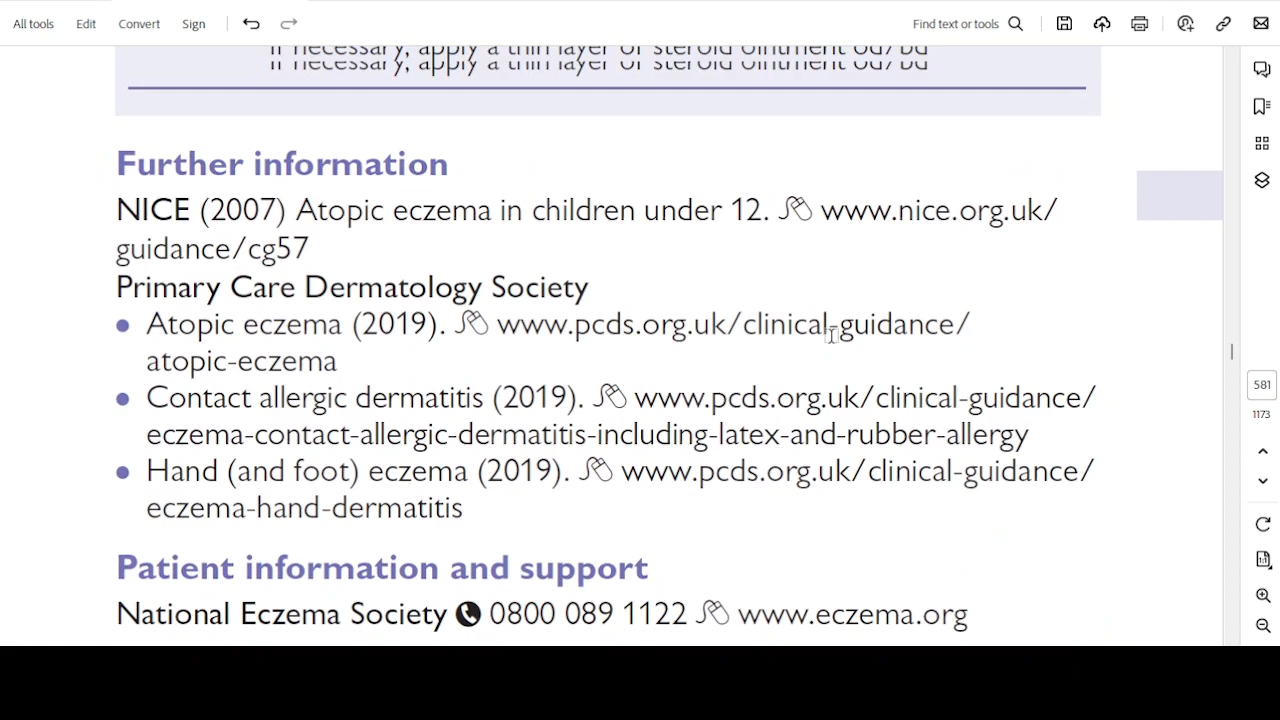 All tools Edit Convert Sign Find text or tools
if necessary, apply a thin layer of steroid ointment od/bd
Further information
NICE (2007) Atopic eczema in children under 12. www.nice.org.uk/
guidance/cg57
Primary Care Dermatology Society
• Atopic eczema (2019). www.pcds.org.uk/clinical-guidance/
atopic-eczema
• Contact allergic dermatitis (2019). www.pcds.org.uk/clinical-guidance/
eczema-contact-allergic-dermatitis-including-latex-and-rubber-allergy
• Hand (and foot) eczema (2019). www.pcds.org.uk/clinical-guidance/
eczema-hand-dermatitis
Patient information and support
National Eczema Society 0800 089 1122 www.eczema.org
581
1173